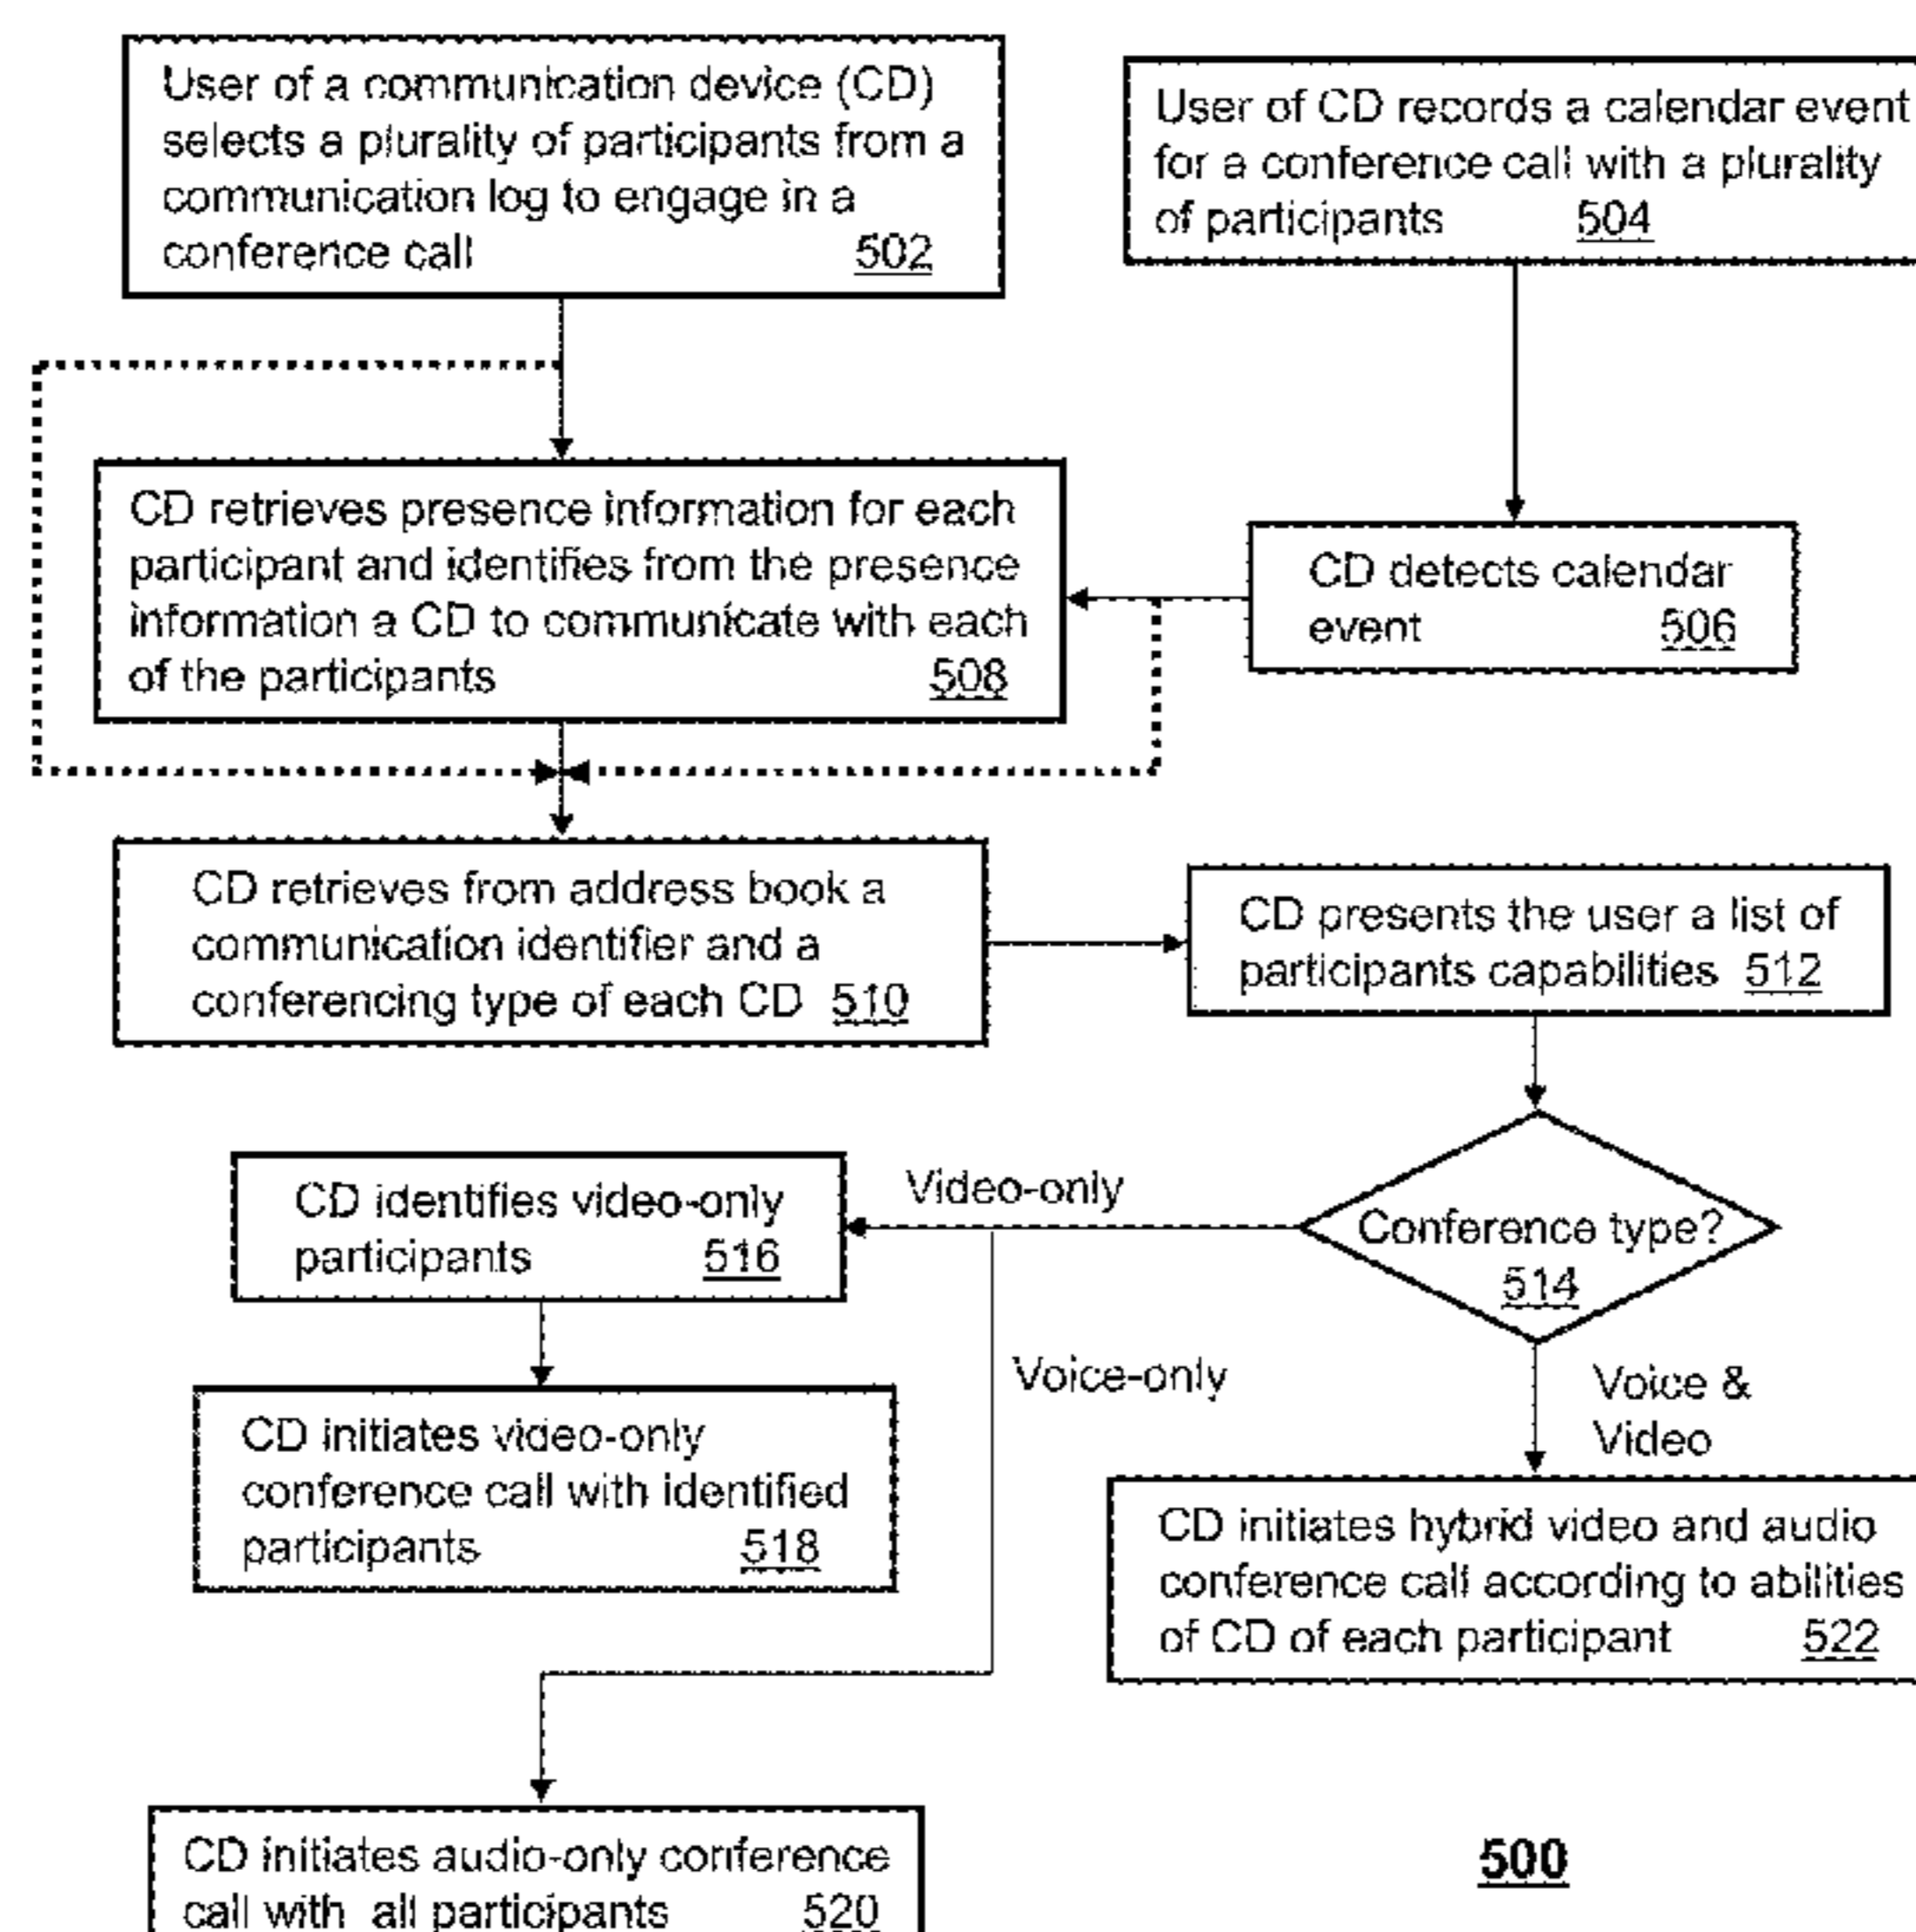 User of a communication device (CD)
selects a plurality of participants from a
communication log to engage in a
conference call 502
User of CD records a calendar event
for a conference call with a plurality
of participants 504
CD retrieves presence information for each
participant and identifies from the presence
information a CD to communicate with each
of the participants 508
CD detects calendar
event 506
CD retrieves from address book a
communication identifier and a
conferencing type of each CD 510
CD presents the user a list of
participants capabilities 512
Conference type?
514
Video-only
CD identifies video-only
participants 516
Voice-only
Voice &
Video
CD initiates video-only
conference call with identified
participants 518
CD initiates hybrid video and audio
conference call according to abilities
of CD of each participant 522
CD initiates audio-only conference
call with all participants 520
500